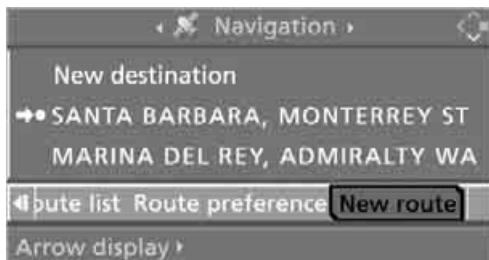 Navigation
New destination
SANTA BARBARA, MONTERREY ST
MARINA DEL REY, ADMIRALTY WA
oute list Route preference New route
Arrow display